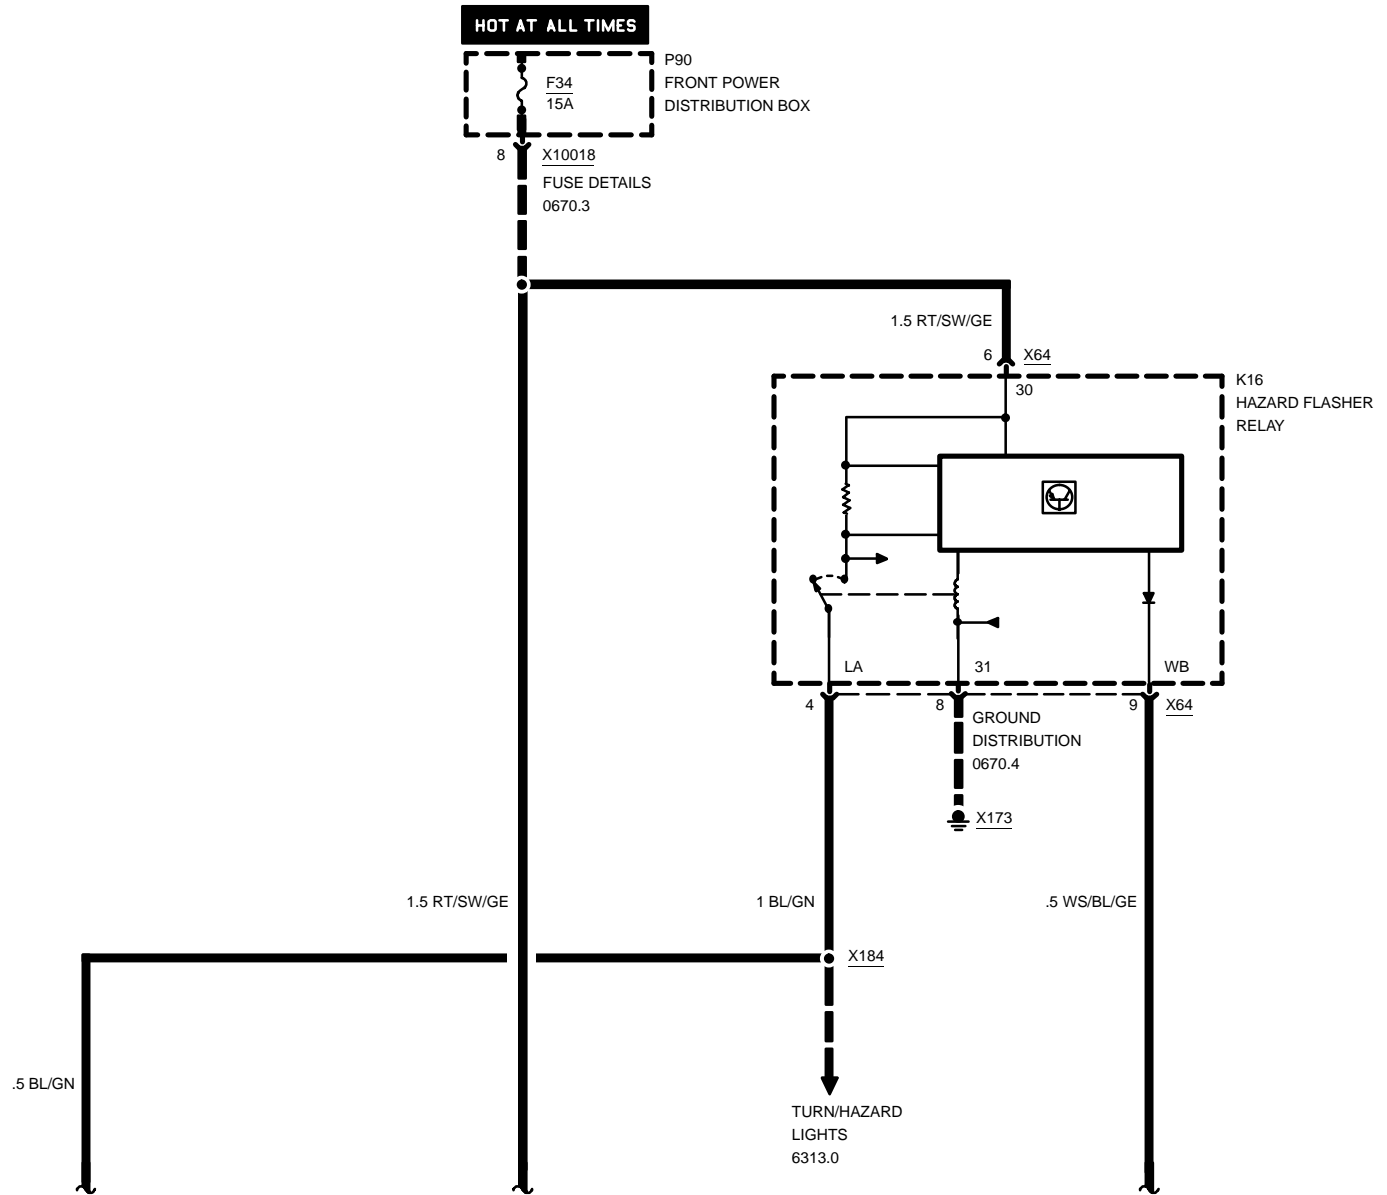 HOT AT ALL TIMES
P90
FRONT POWER
DISTRIBUTION BOX
F34
15A
8
X10018
FUSE DETAILS
0670.3
1.5 RT/SW/GE
6
X64
30
K16
HAZARD FLASHER
RELAY
LA
31
WB
4
8
9
X64
GROUND
DISTRIBUTION
0670.4
X173
1.5 RT/SW/GE
1 BL/GN
.5 WS/BL/GE
X184
.5 BL/GN
TURN/HAZARD
LIGHTS
6313.0